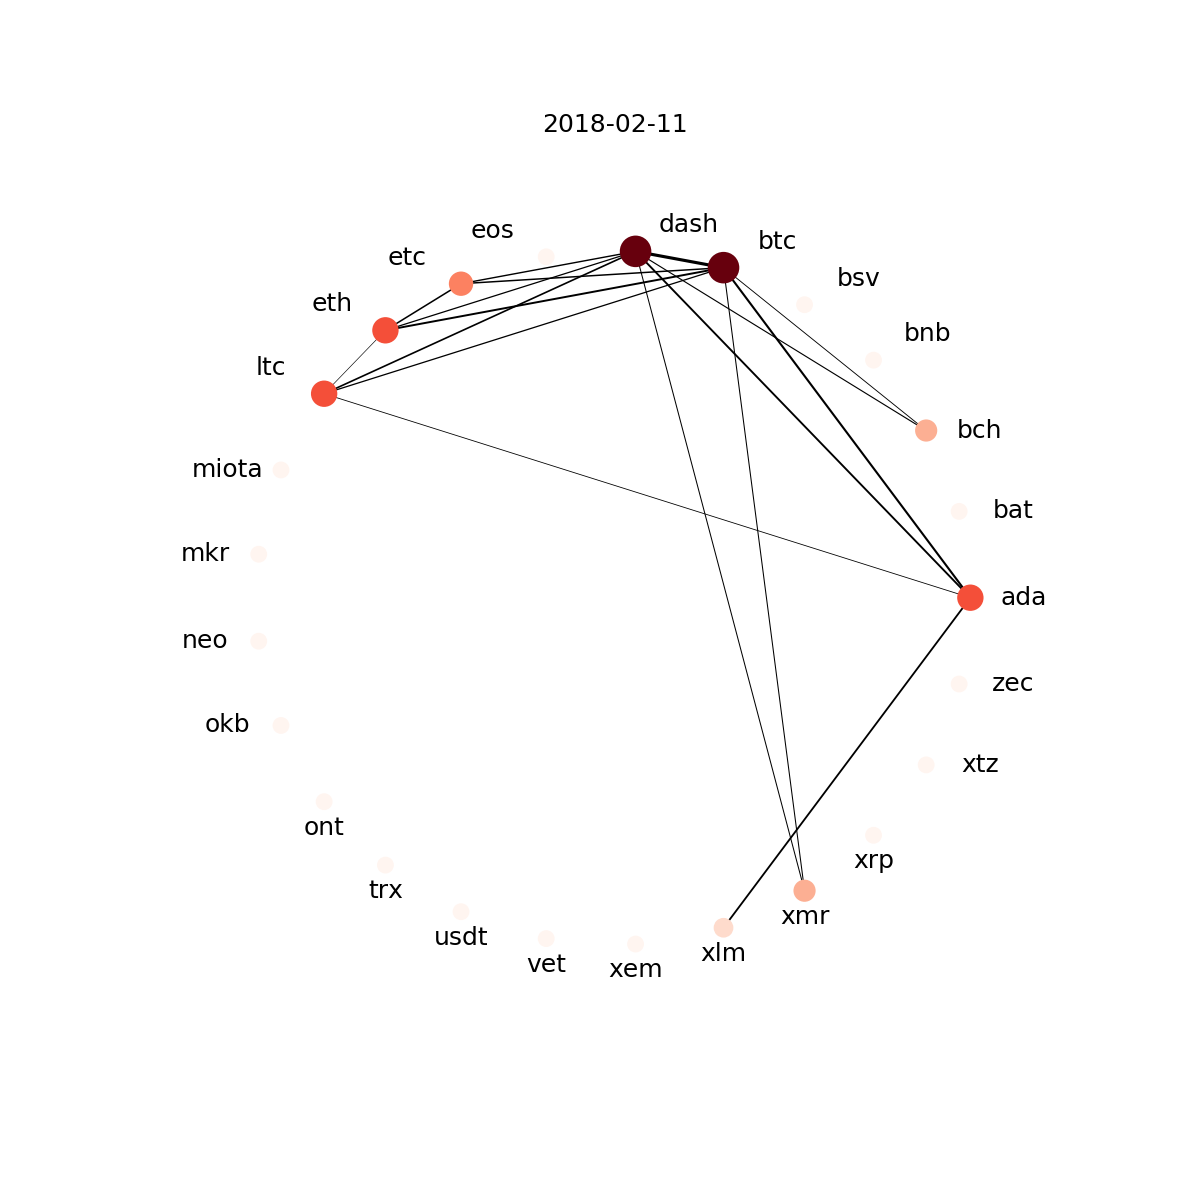 2018-02-11
dash
eos
btc
etc
bsv
eth
bnb
ltc
bch
miota
bat
mkr
ada
neo
zec
okb
xtz
ont
xrp
trx
xmr
usdt
xlm
vet
xem